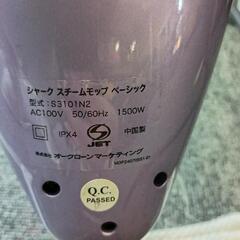 シャーク スチームモップ ベーシック
型式：S3101N2
AC100V 50/60Hz 1500W
IPX4 中国製
JET
株式会社オークローンマーケティング
Q.C.
PASSED